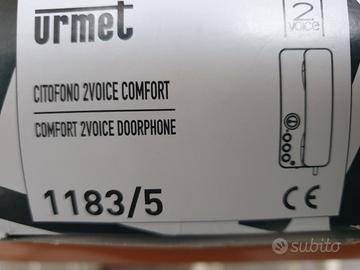 urmet
2
VOICE
CITOFONO 2VOICE COMFORT
COMFORT 2VOICE DOORPHONE
1183/5
CE
subito